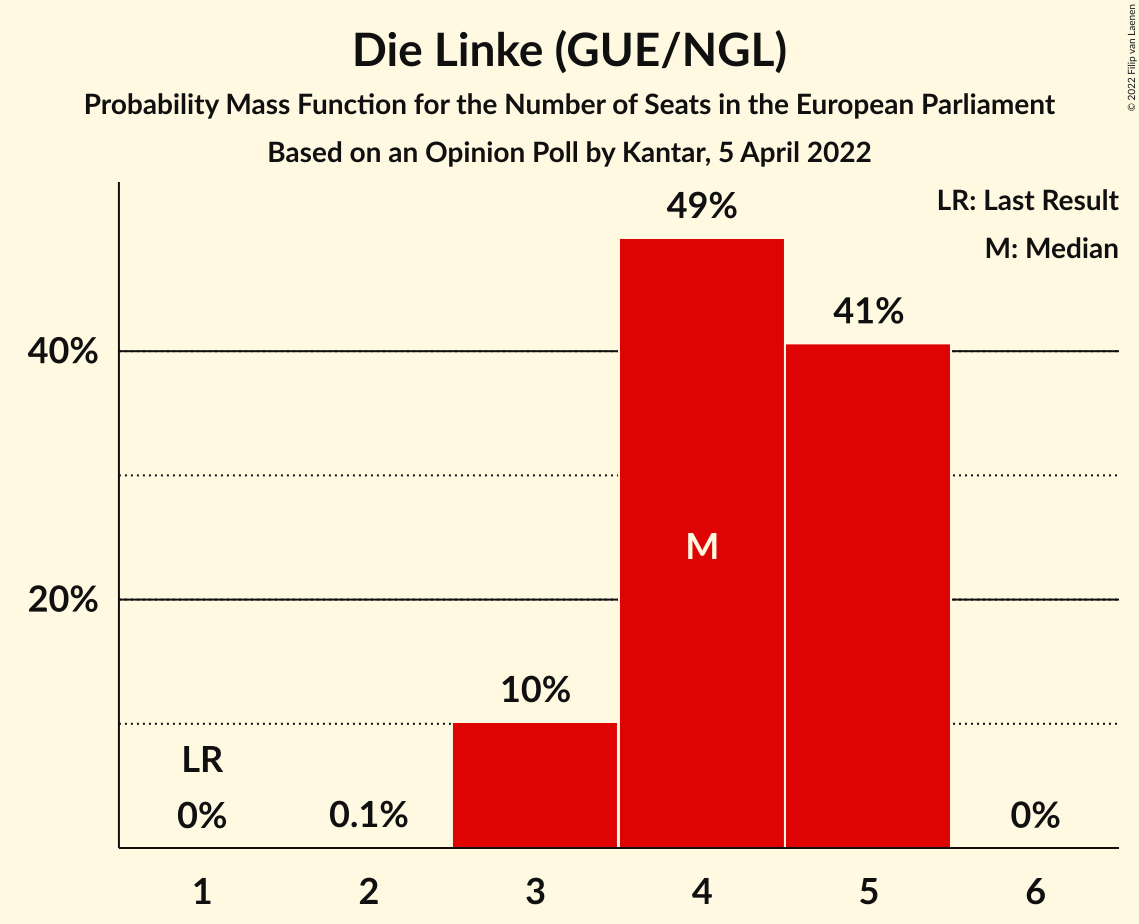 Die Linke (GUE/NGL)
Probability Mass Function for the Number of Seats in the European Parliament
Based on an Opinion Poll by Kantar, 5 April 2022
© 2022 Filip van Laenen
LR: Last Result
M: Median
49%
41%
40%
M
20%
10%
LR
0%
0.1%
0%
1
2
3
4
5
6